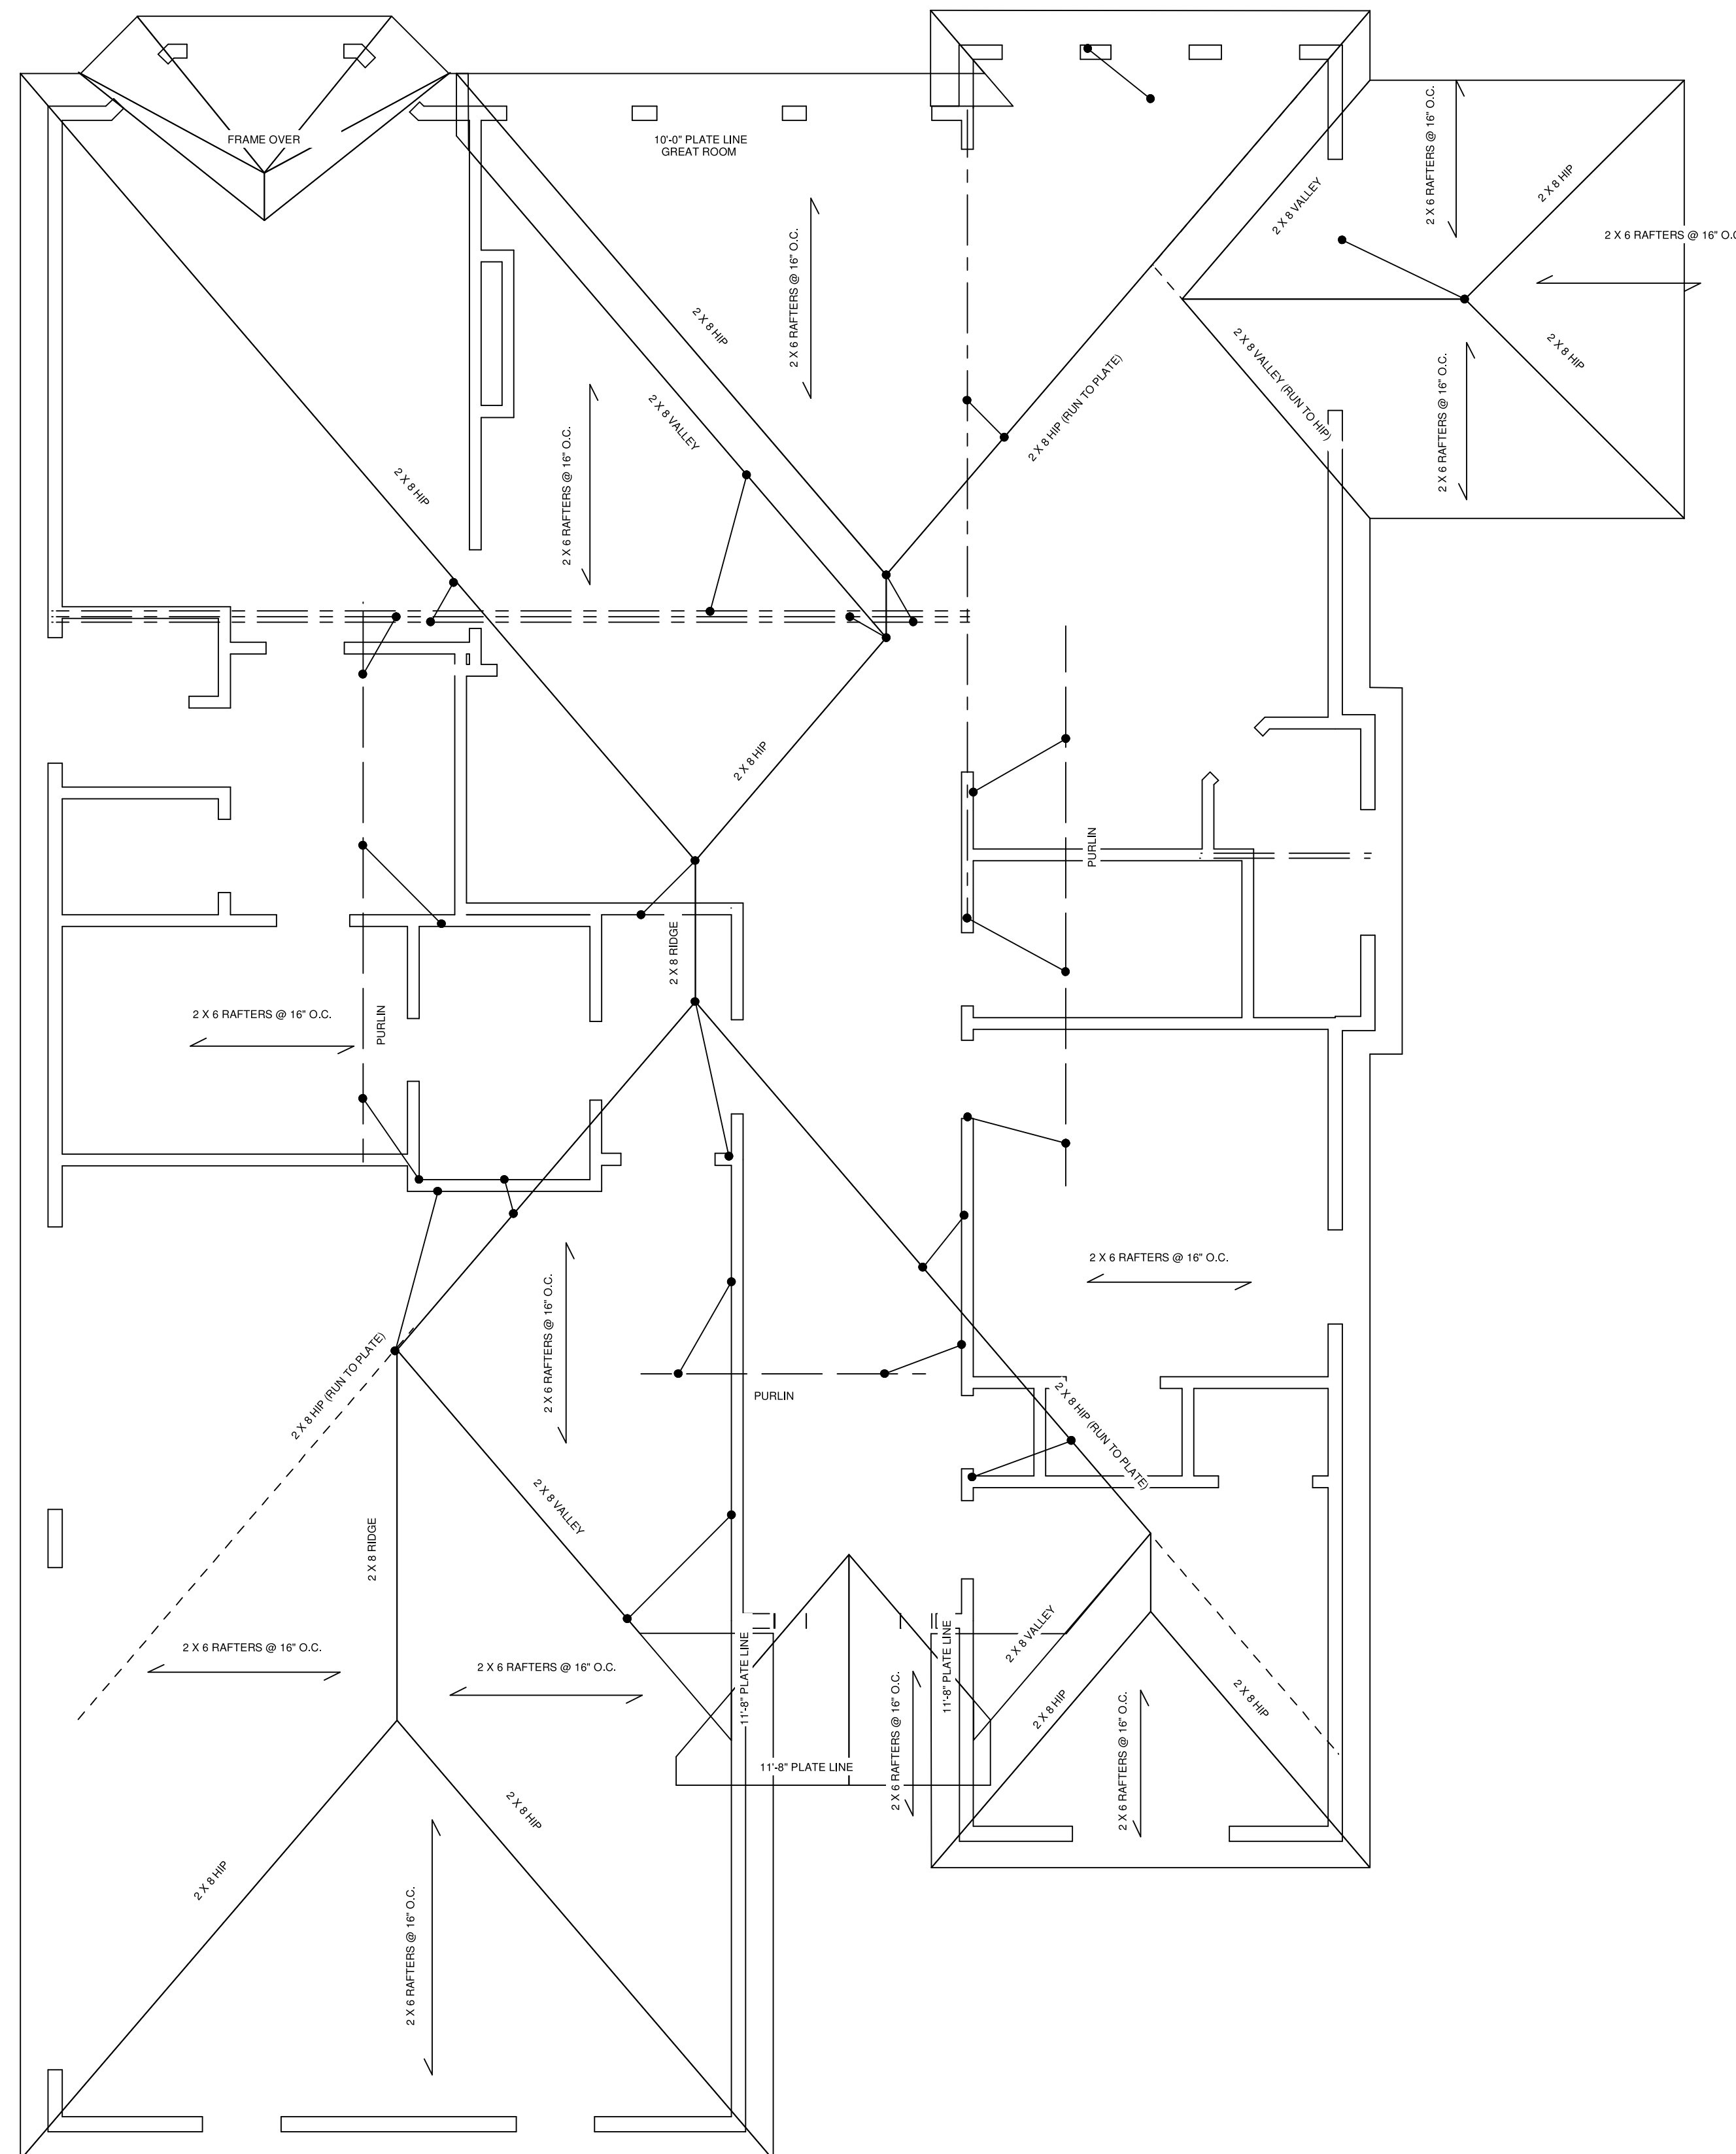 FRAME OVER
10'-0" PLATE LINE
GREAT ROOM
2 X 6 RAFTERS @ 16" O.C.
2 X 8 HIP
2 X 8 VALLEY
2 X 6 RAFTERS @ 16" O.C.
2 X 6 RAFTERS @ 16" O.C.
2 X 8 HIP
2 X 8 HIP (RUN TO PLATE)
2 X 8 VALLEY (RUN TO HIP)
2 X 8 HIP
2 X 6 RAFTERS @ 16" O.C.
2 X 8 VALLEY
2 X 6 RAFTERS @ 16" O.C.
2 X 8 HIP
2 X 6 RAFTERS @ 16" O.C.
2 X 8 HIP
PURLIN
2 X 8 RIDGE
2 X 6 RAFTERS @ 16" O.C.
PURLIN
2 X 6 RAFTERS @ 16" O.C.
2 X 6 RAFTERS @ 16" O.C.
2 X 8 HIP (RUN TO PLATE)
PURLIN
2 X 8 HIP (RUN TO PLATE)
2 X 8 VALLEY
2 X 8 RIDGE
2 X 6 RAFTERS @ 16" O.C.
2 X 6 RAFTERS @ 16" O.C.
11'-8" PLATE LINE
11'-8" PLATE LINE
2 X 8 VALLEY
2 X 8 HIP
2 X 8 HIP
2 X 6 RAFTERS @ 16" O.C.
2 X 6 RAFTERS @ 16" O.C.
11'-8" PLATE LINE
2 X 8 HIP
2 X 8 HIP
2 X 6 RAFTERS @ 16" O.C.